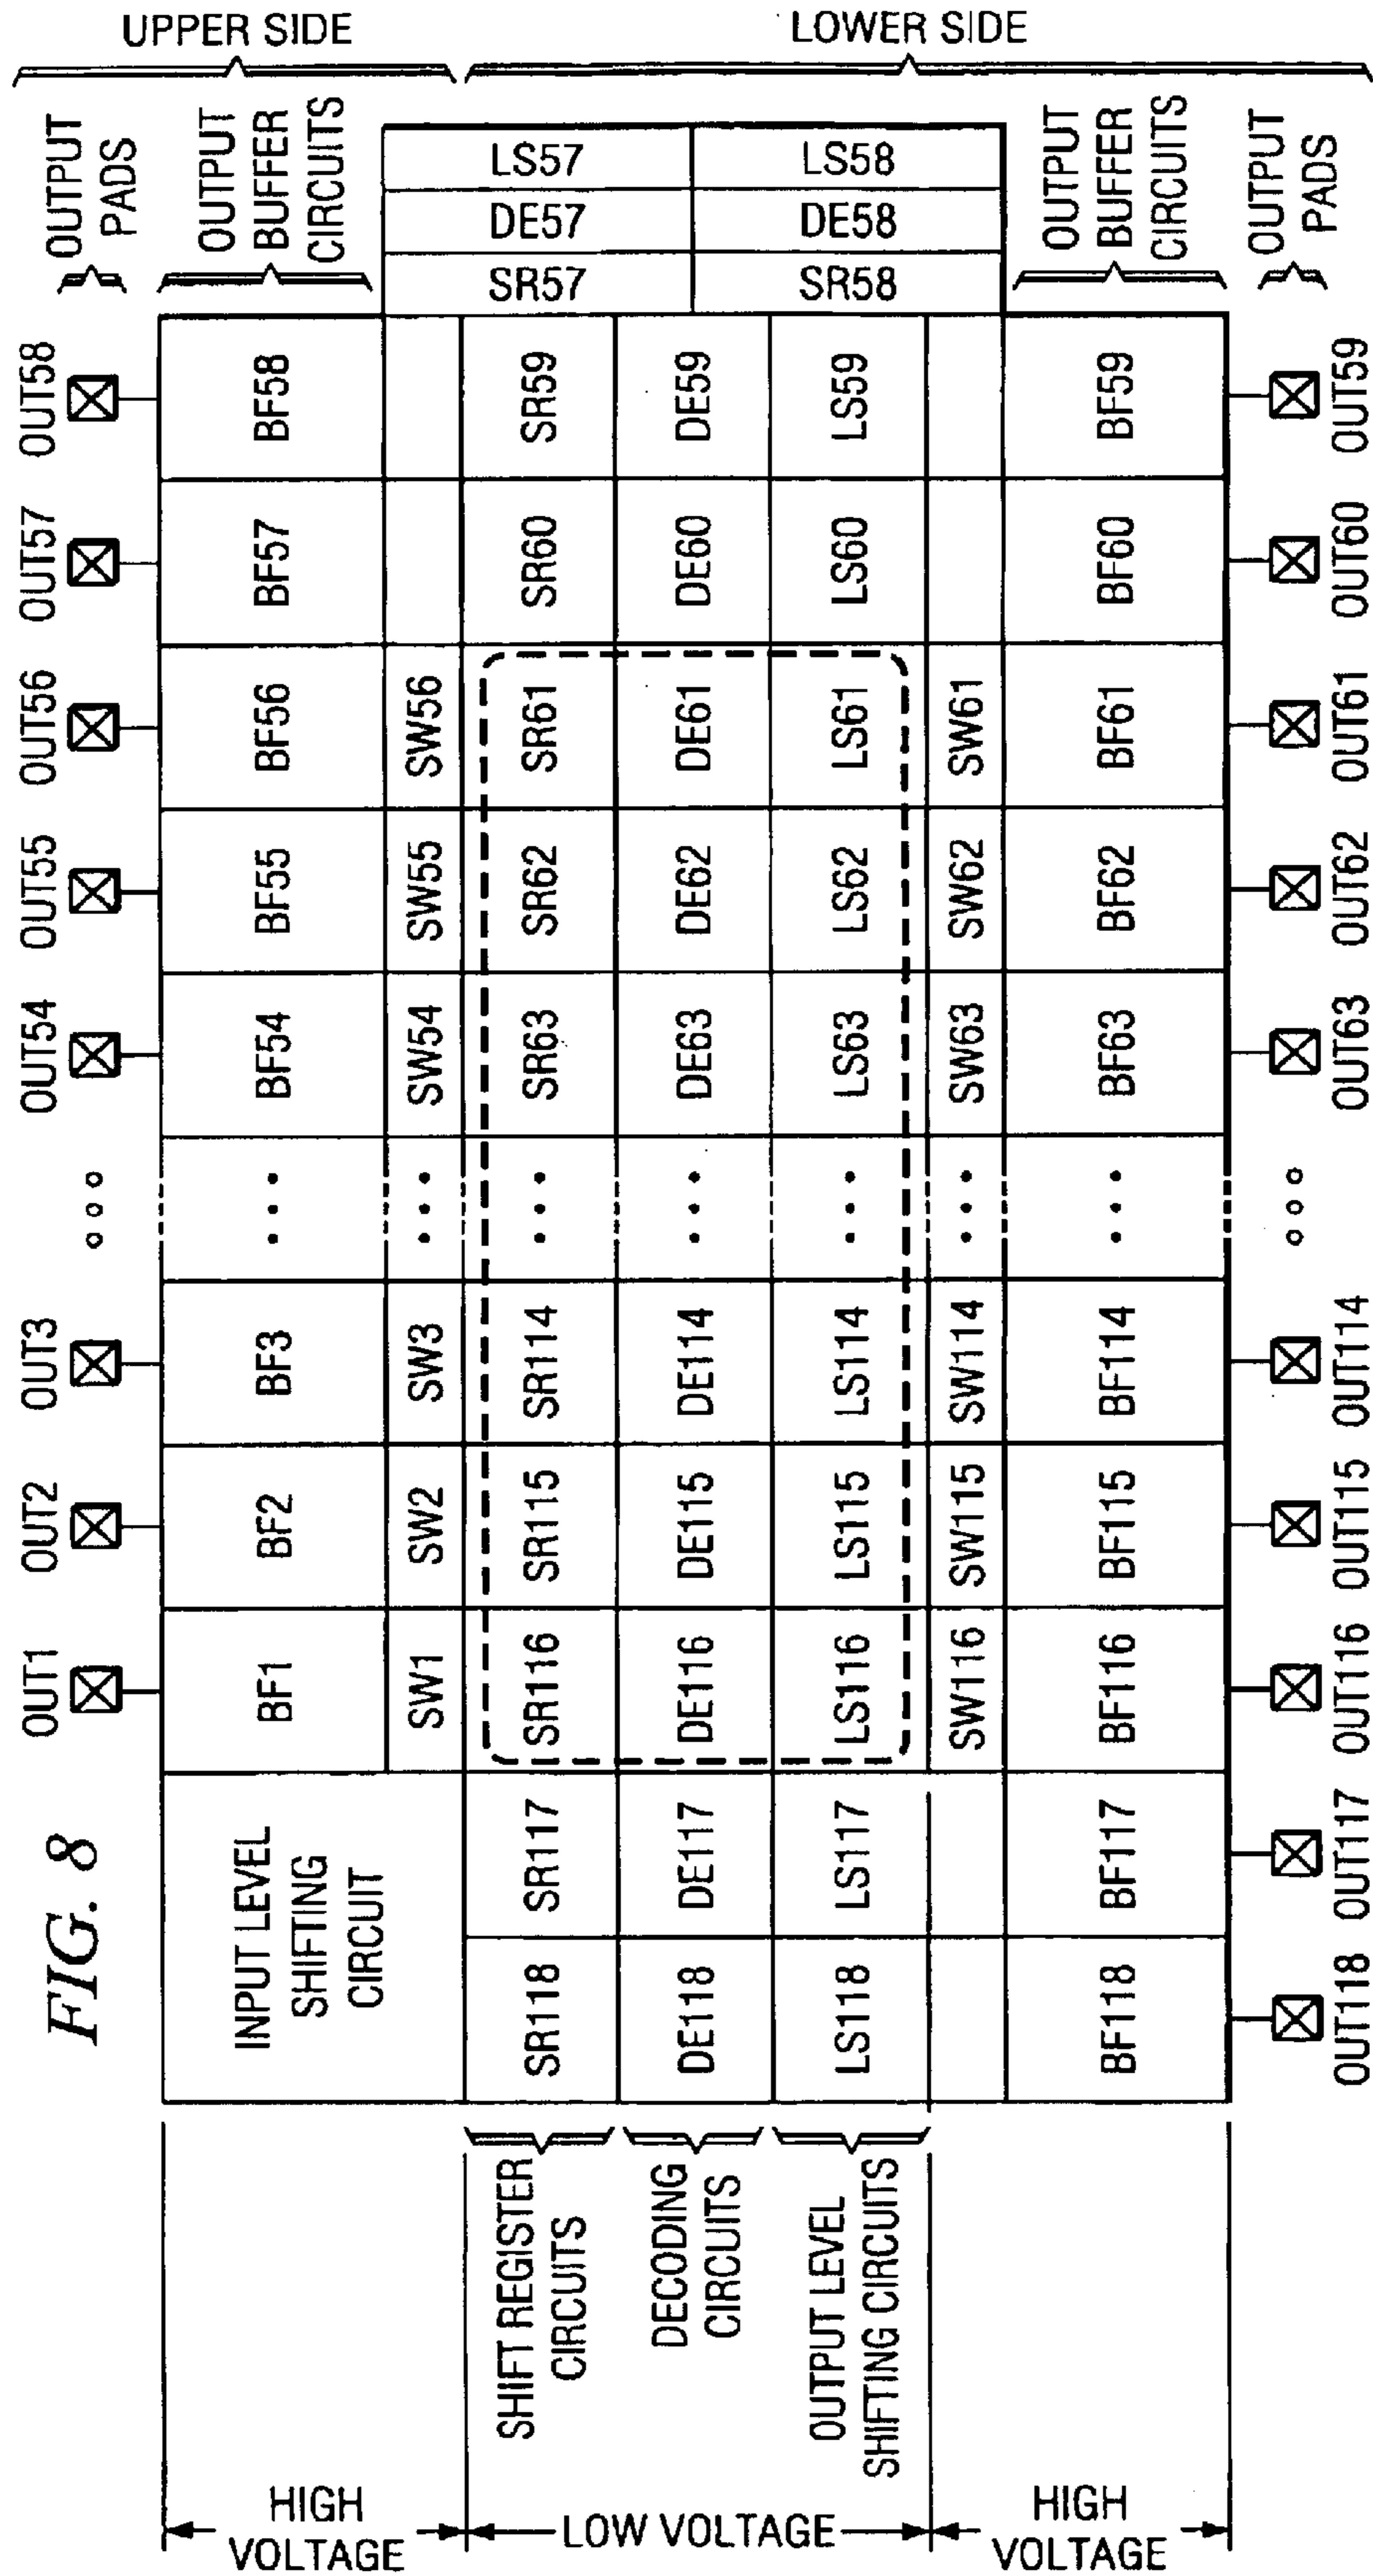 FIG. 8
UPPER SIDE
LOWER SIDE
OUTPUT
PADS
OUTPUT
BUFFER
CIRCUITS
OUTPUT
BUFFER
CIRCUITS
OUTPUT
PADS
LS57
LS58
DE57
DE58
SR57
SR58
OUT58
BF58
SR59
DE59
LS59
BF59
OUT59
OUT57
BF57
SR60
DE60
LS60
BF60
OUT60
OUT56
BF56
SW56
SR61
DE61
LS61
SW61
BF61
OUT61
OUT55
BF55
SW55
SR62
DE62
LS62
SW62
BF62
OUT62
OUT54
BF54
SW54
SR63
DE63
LS63
SW63
BF63
OUT63
OUT3
BF3
SW3
SR114
DE114
LS114
SW114
BF114
OUT114
OUT2
BF2
SW2
SR115
DE115
LS115
SW115
BF115
OUT115
OUT1
BF1
SW1
SR116
DE116
LS116
SW116
BF116
OUT116
INPUT LEVEL
SHIFTING
CIRCUIT
SR117
DE117
LS117
BF117
OUT117
SR118
DE118
LS118
BF118
OUT118
SHIFT REGISTER
CIRCUITS
DECODING
CIRCUITS
OUTPUT LEVEL
SHIFTING CIRCUITS
HIGH
VOLTAGE
LOW VOLTAGE
HIGH
VOLTAGE